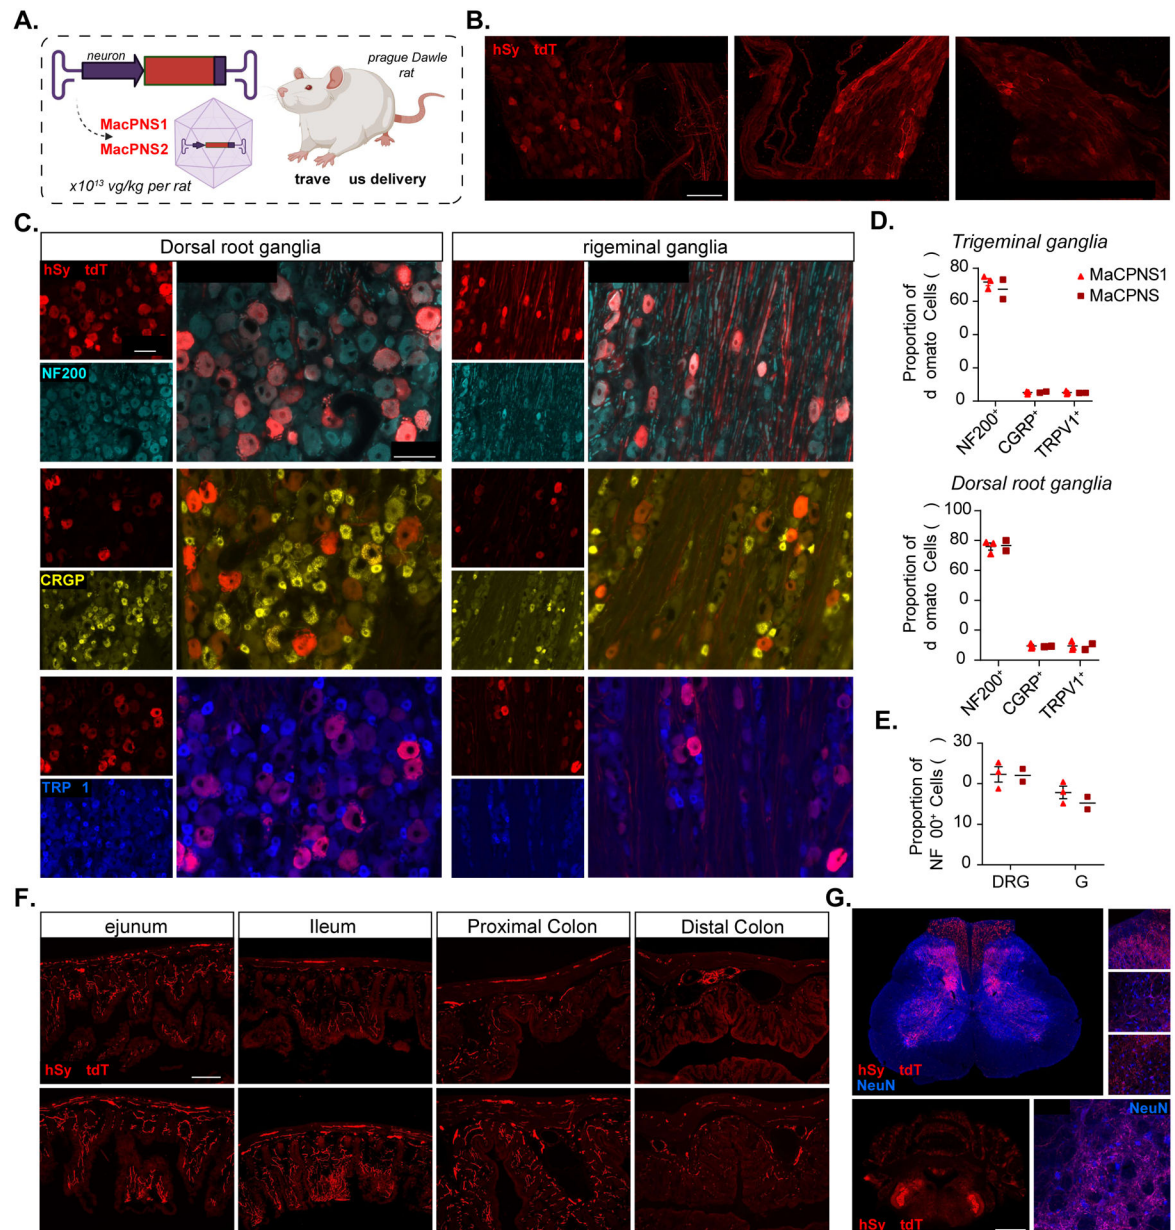 A.
neuron
prague Dawle
rat
MacPNS1
MacPNS2
x10¹³ vg/kg per rat
trave us delivery
B.
hSy tdT
C.
Dorsal root ganglia
rigeminal ganglia
hSy tdT
NF200
CRGP
TRP 1
D.
Trigeminal ganglia
Proportion of
d omato Cells ( )
80
60
0
0
0
MaCPNS1
MaCPNS
NF200⁺
CGRP⁺
TRPV1⁺
Dorsal root ganglia
Proportion of
d omato Cells ( )
100
80
60
0
0
0
NF200⁺
CGRP⁺
TRPV1⁺
E.
Proportion of
NF 00⁺ Cells ( )
30
0
10
0
DRG
G
F.
ejunum
Ileum
Proximal Colon
Distal Colon
hSy tdT
G.
hSy tdT
NeuN
hSy tdT
NeuN